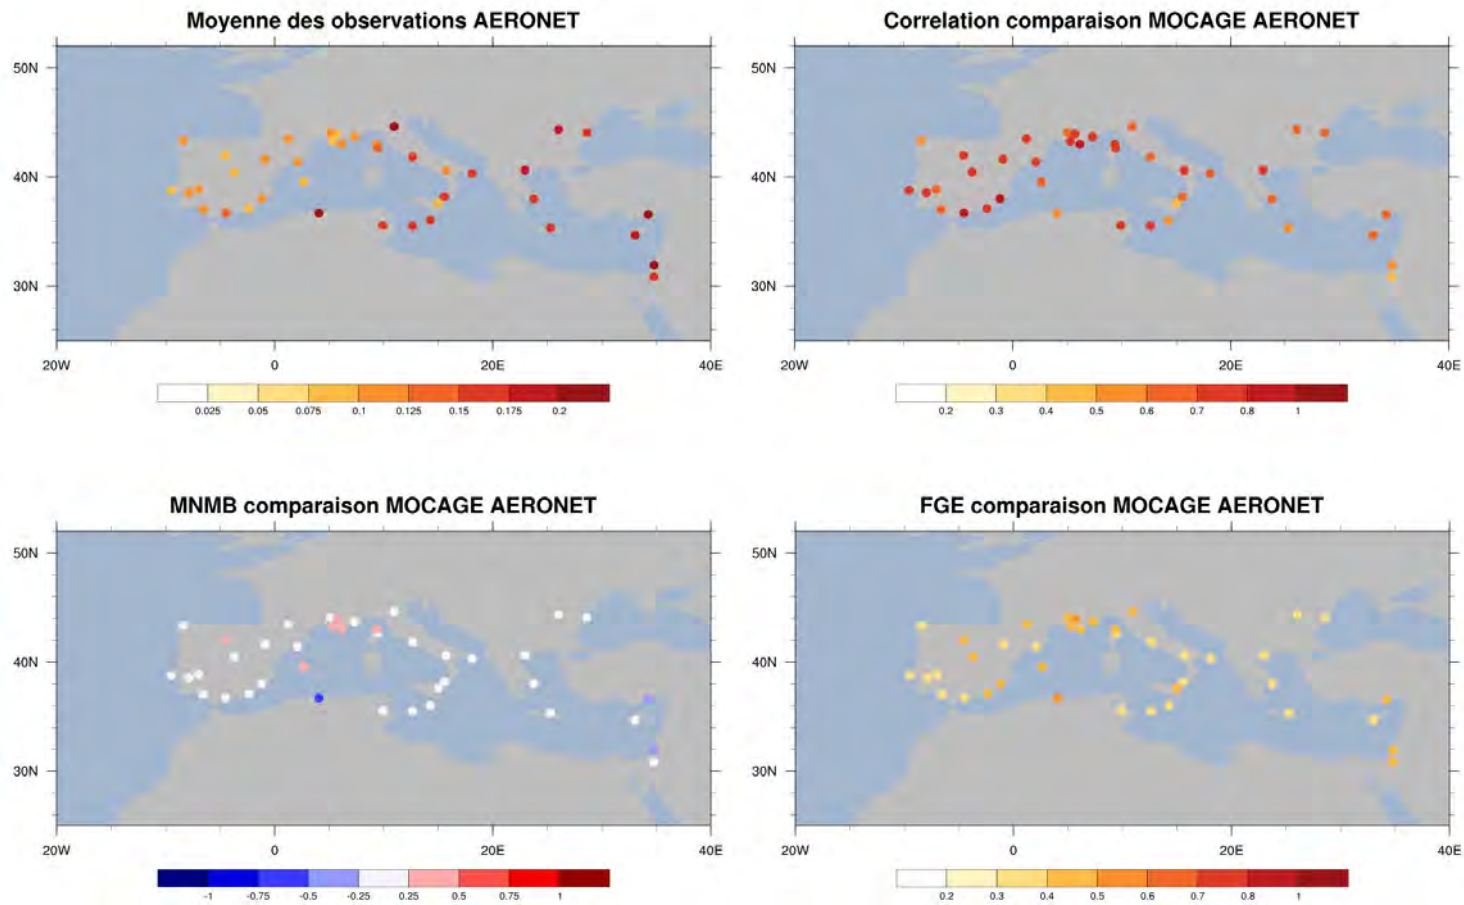 Moyenne des observations AERONET
50N
40N
30N
20W 0 20E 40E
0.025 0.05 0.075 0.1 0.125 0.15 0.175 0.2
Correlation comparaison MOCAGE AERONET
50N
40N
30N
20W 0 20E 40E
0.2 0.3 0.4 0.5 0.6 0.7 0.8 1
MNMB comparaison MOCAGE AERONET
50N
40N
30N
20W 0 20E 40E
-1 -0.75 -0.5 -0.25 0.25 0.5 0.75 1
FGE comparaison MOCAGE AERONET
50N
40N
30N
20W 0 20E 40E
0.2 0.3 0.4 0.5 0.6 0.7 0.8 1